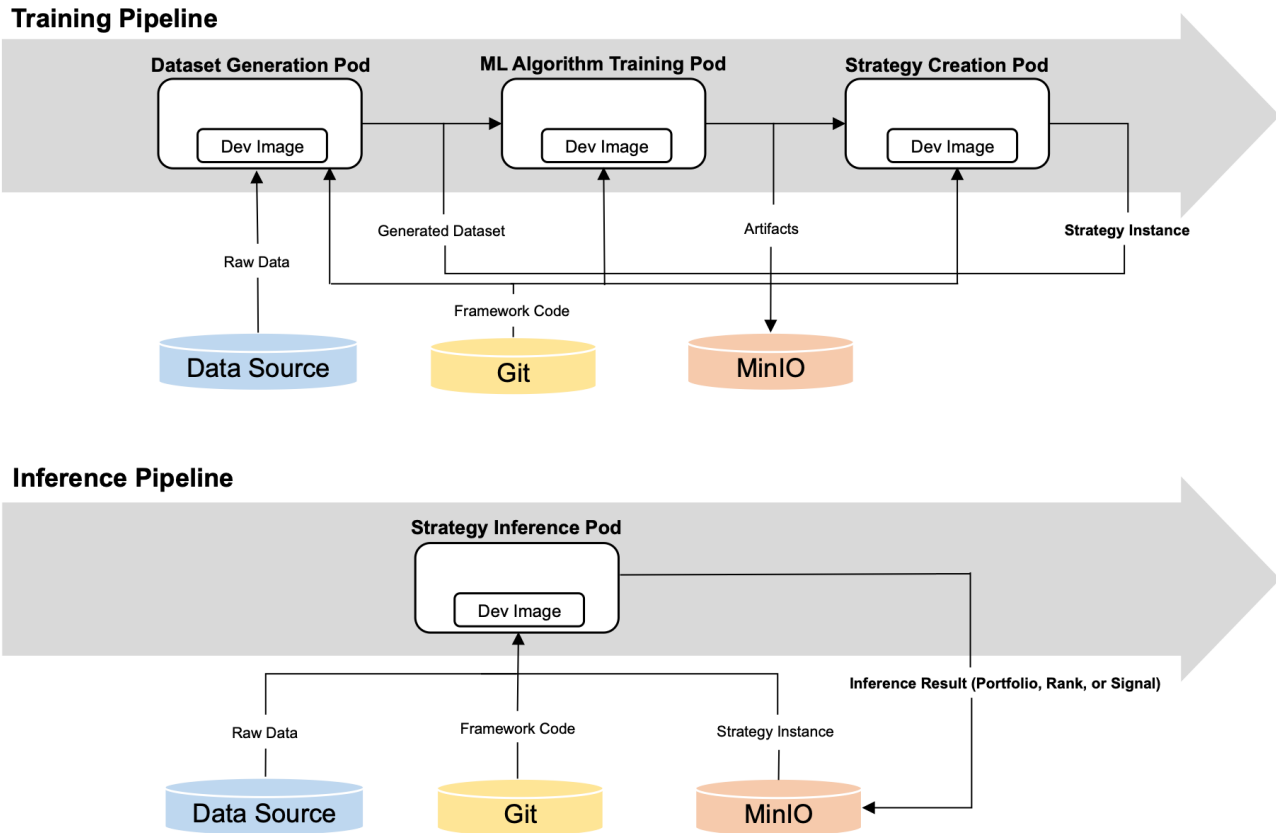 Training Pipeline
Dataset Generation Pod
ML Algorithm Training Pod
Strategy Creation Pod
Dev Image
Dev Image
Dev Image
Generated Dataset
Artifacts
Strategy Instance
Raw Data
Framework Code
Data Source
Git
MinIO
Inference Pipeline
Strategy Inference Pod
Dev Image
Inference Result (Portfolio, Rank, or Signal)
Raw Data
Framework Code
Strategy Instance
Data Source
Git
MinIO